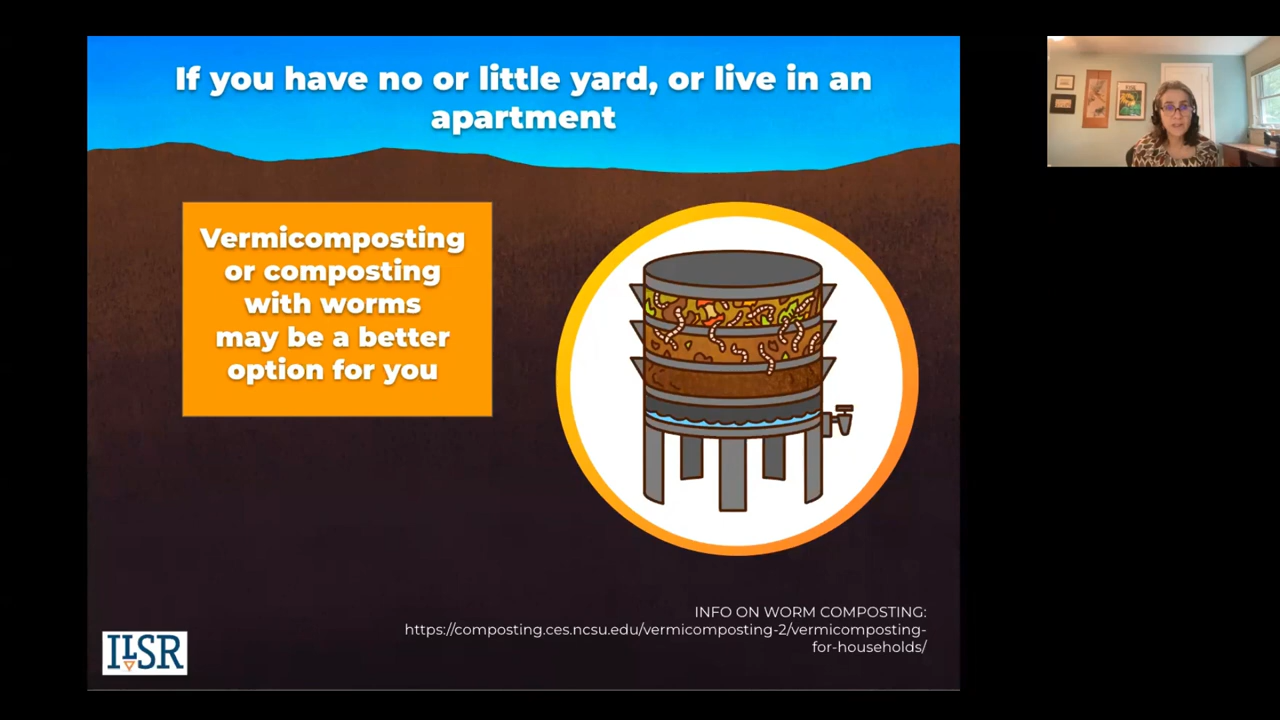 If you have no or little yard, or live in an
apartment
Vermicomposting
or composting
with worms
may be a better
option for you
INFO ON WORM COMPOSTING:
https://composting.ces.ncsu.edu/vermicomposting-2/vermicomposting-
for-households/
ILSR